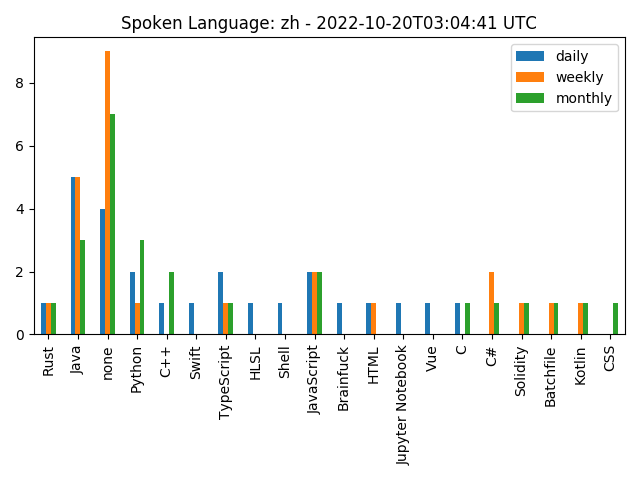 Spoken Language: zh - 2022-10-20T03:04:41 UTC
daily
weekly
monthly
8
6
4
2
0
Rust
Java
none
Python
C++
Swift
TypeScript
HLSL
Shell
JavaScript
Brainfuck
HTML
Jupyter Notebook
Vue
C
C#
Solidity
Batchfile
Kotlin
CSS